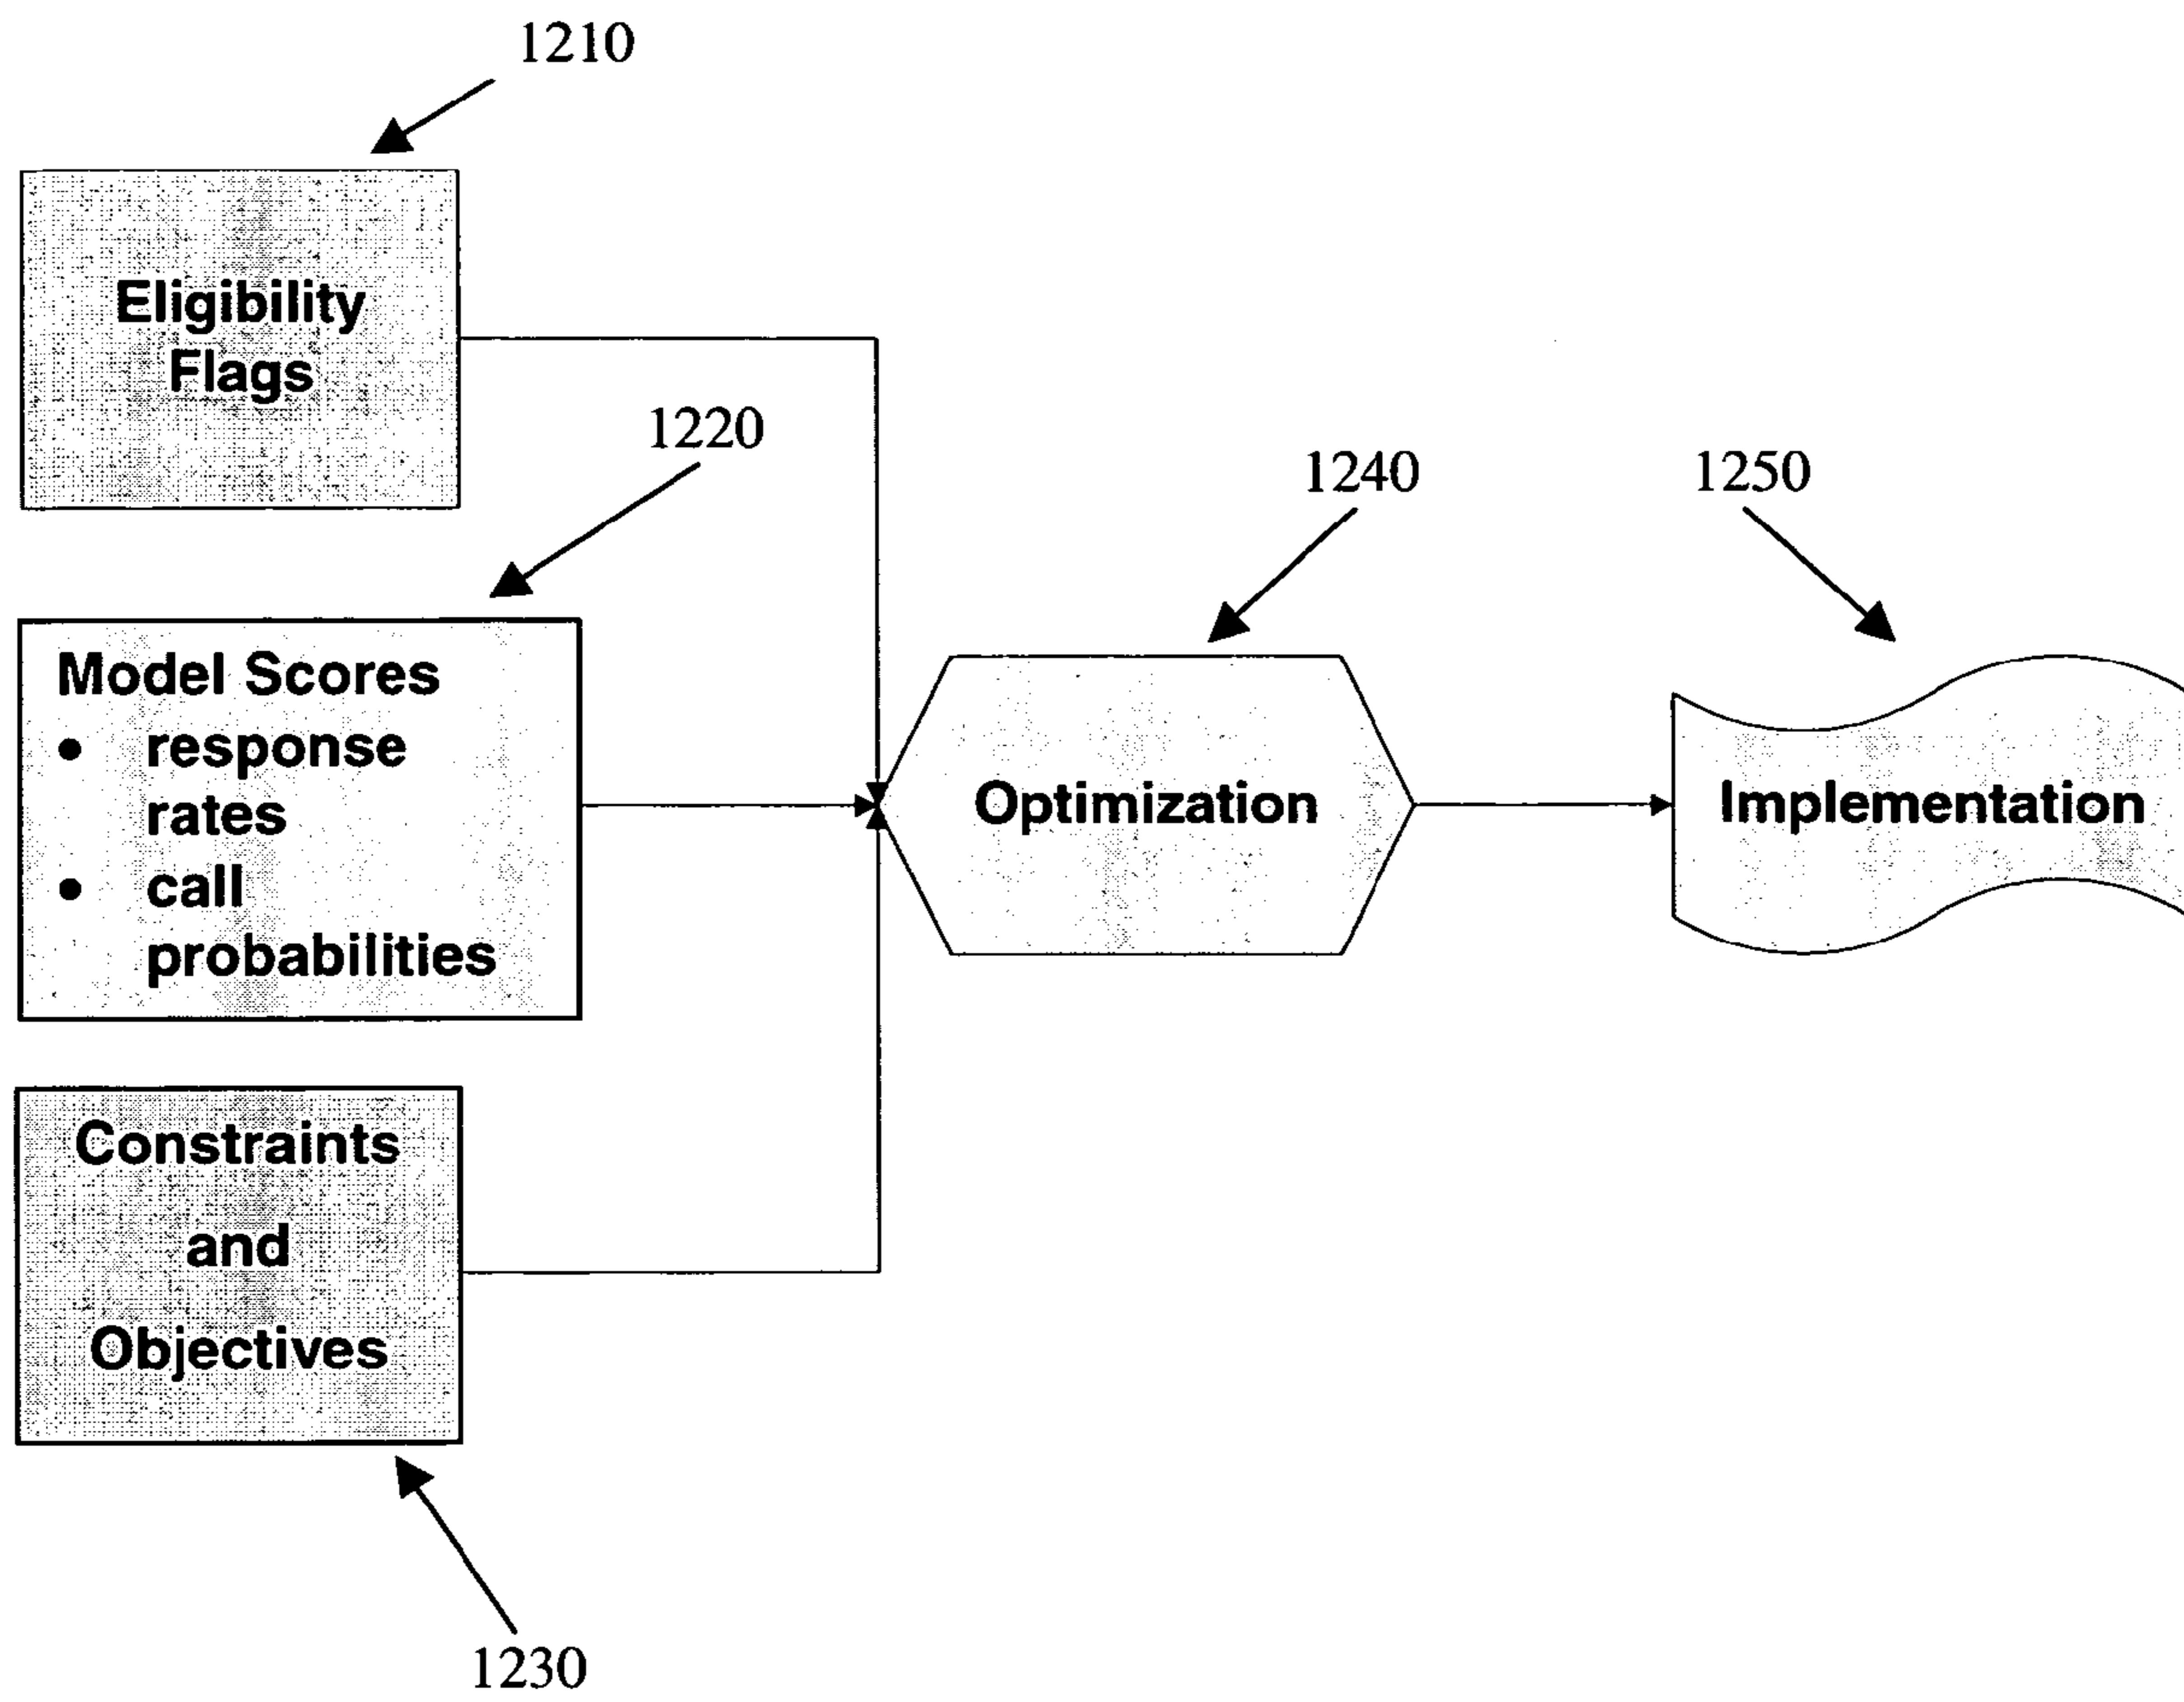 1210
Eligibility
Flags
1220
Model Scores
• response
rates
• call
probabilities
Constraints
and
Objectives
1230
1240
Optimization
1250
Implementation